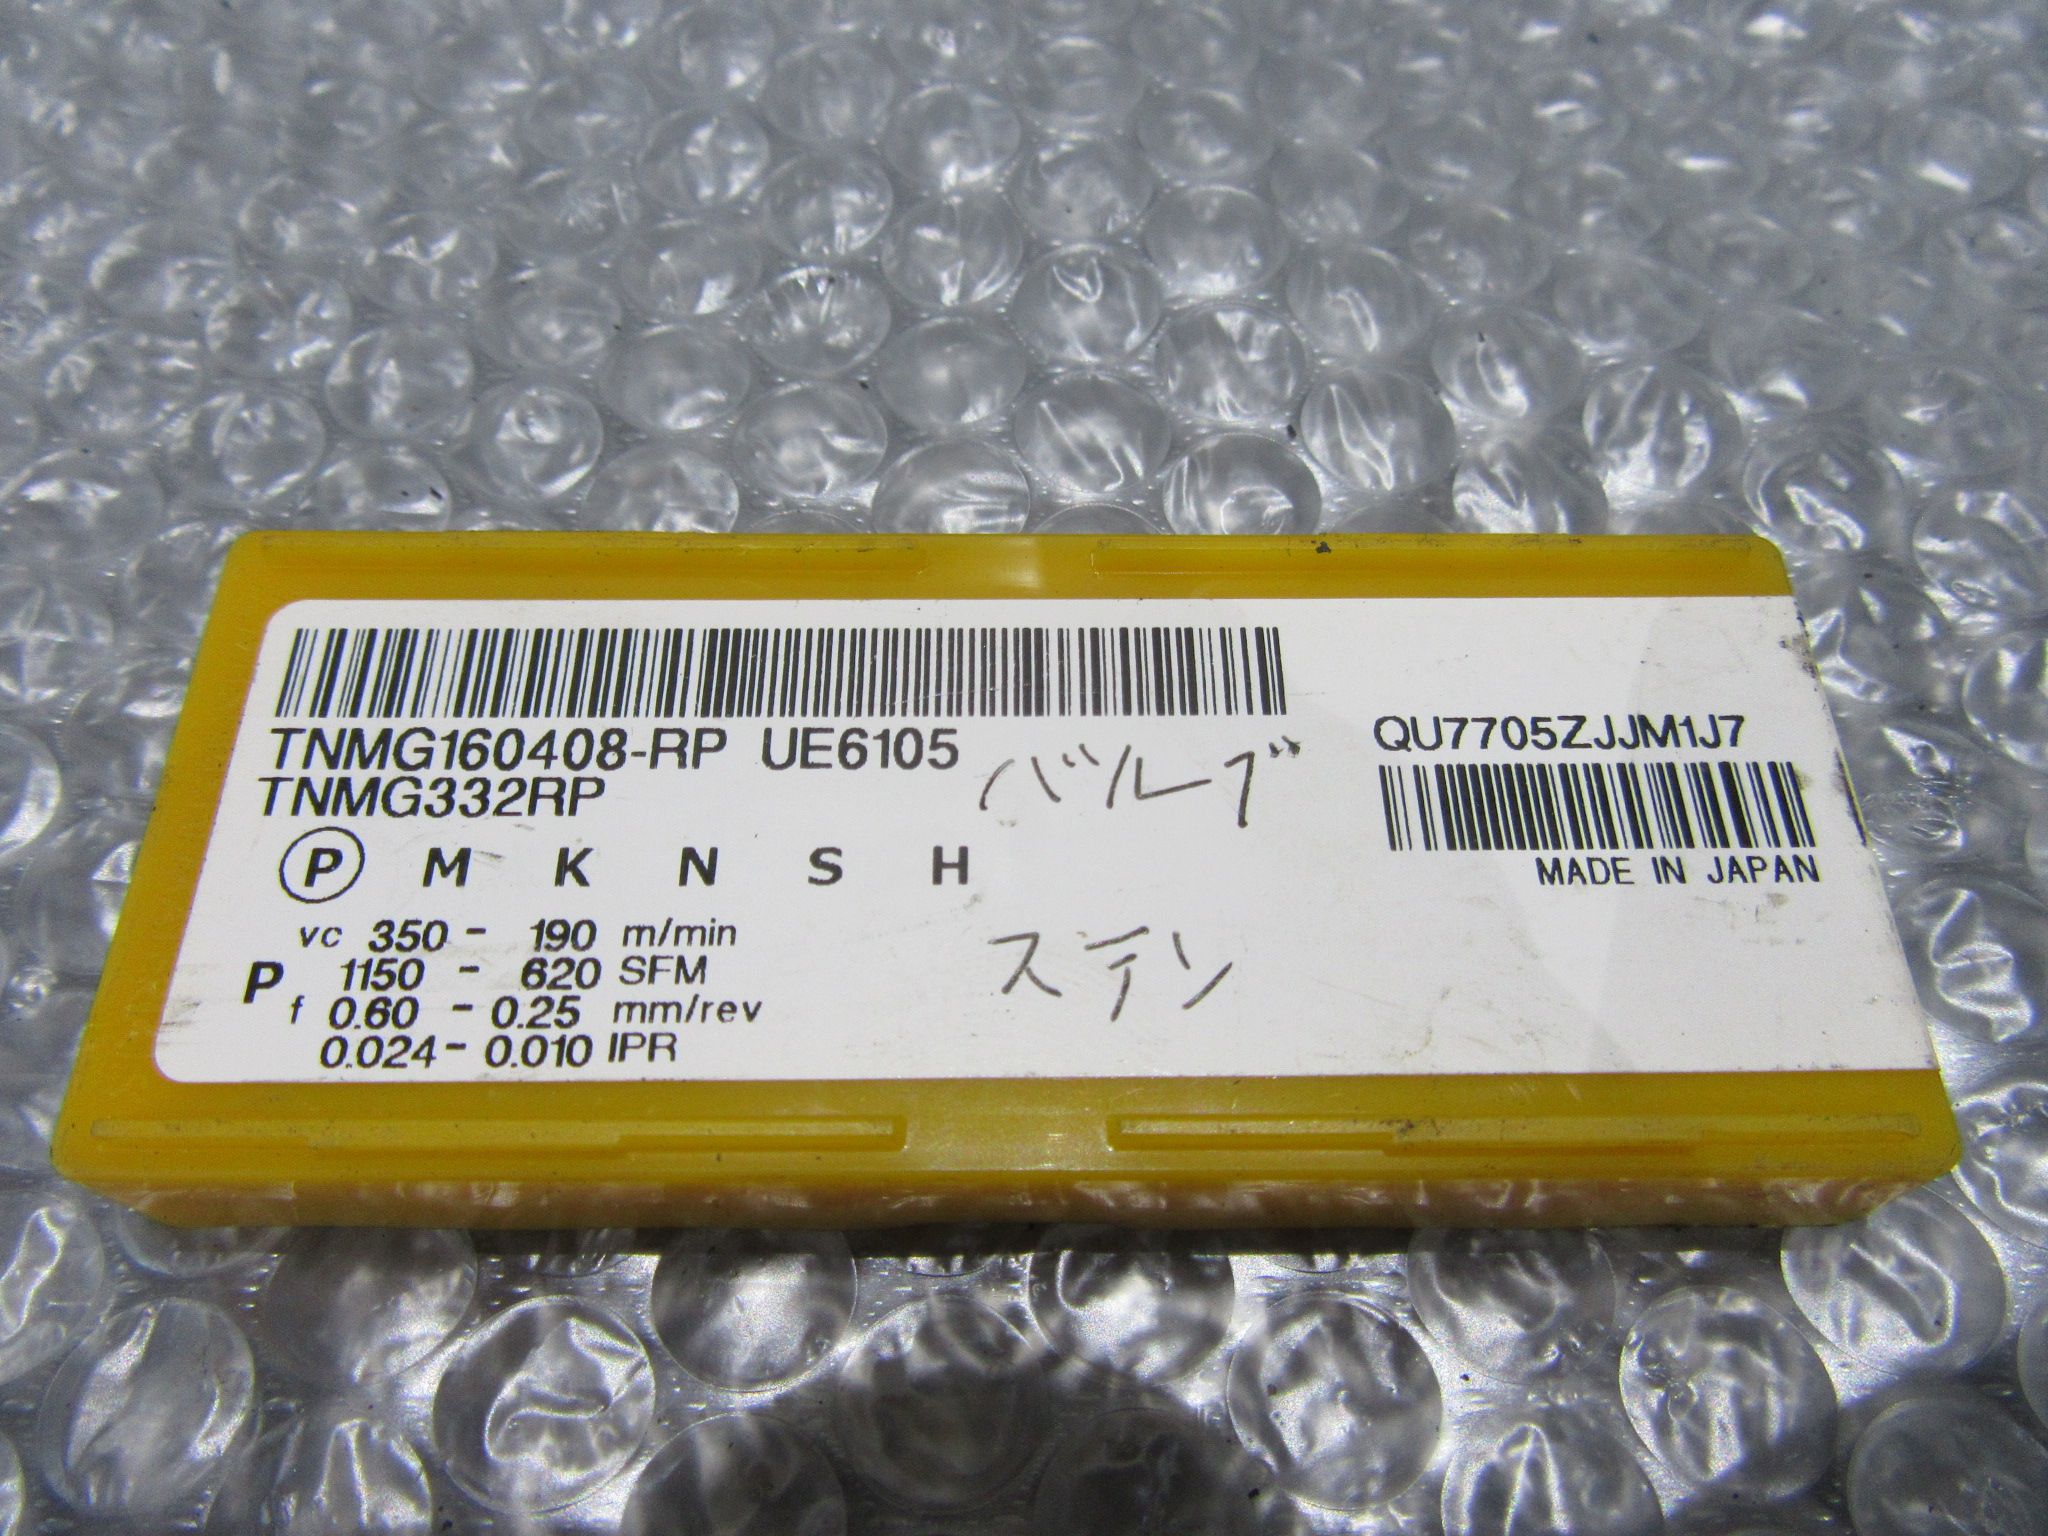 TNMG160408-RP UE6105
TNMG332RP
バルブ
QU7705ZJJM1J7
MADE IN JAPAN
P M K N S H
ステン
P
vc 350 - 190 m/min
1150 - 620 SFM
f 0.60 - 0.25 mm/rev
0.024 - 0.010 IPR